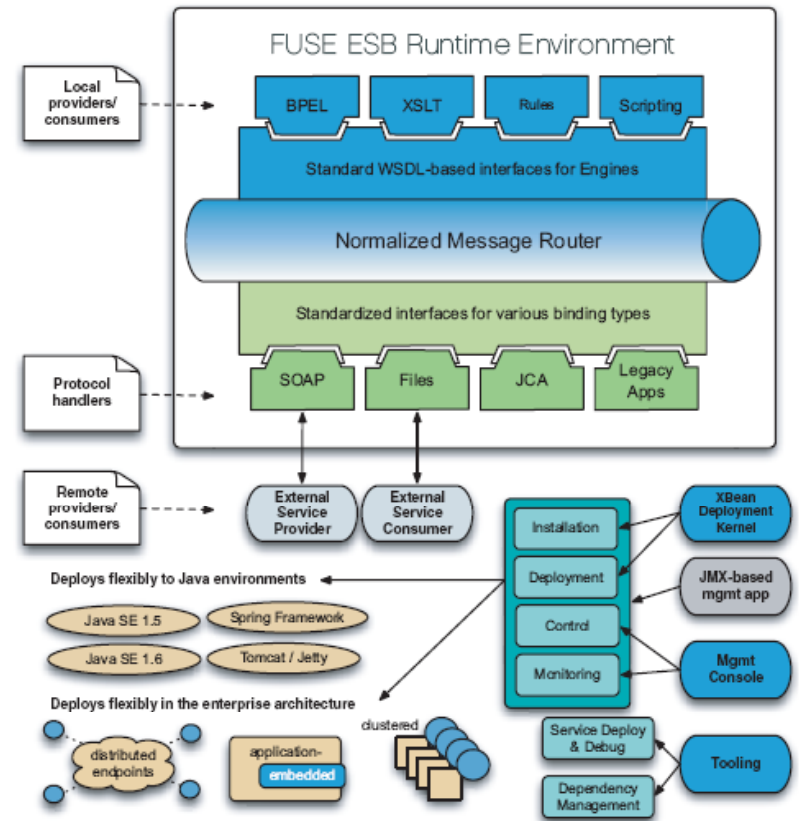 FUSE ESB Runtime Environment
Local
providers/
consumers
BPEL
XSLT
Rules
Scripting
Standard WSDL-based interfaces for Engines
Normalized Message Router
Standardized interfaces for various binding types
Protocol
handlers
SOAP
Files
JCA
Legacy
Apps
Remote
providers/
consumers
External
Service
Provider
External
Service
Consumer
Installation
Deployment
Control
Monitoring
XBean
Deployment
Kernel
JMX-based
mgmt app
Mgmt
Console
Deploys flexibly to Java environments
Java SE 1.5
Spring Framework
Java SE 1.6
Tomcat / Jetty
Deploys flexibly in the enterprise architecture
distributed
endpoints
application-
embedded
clustered
Service Deploy
& Debug
Dependency
Management
Tooling